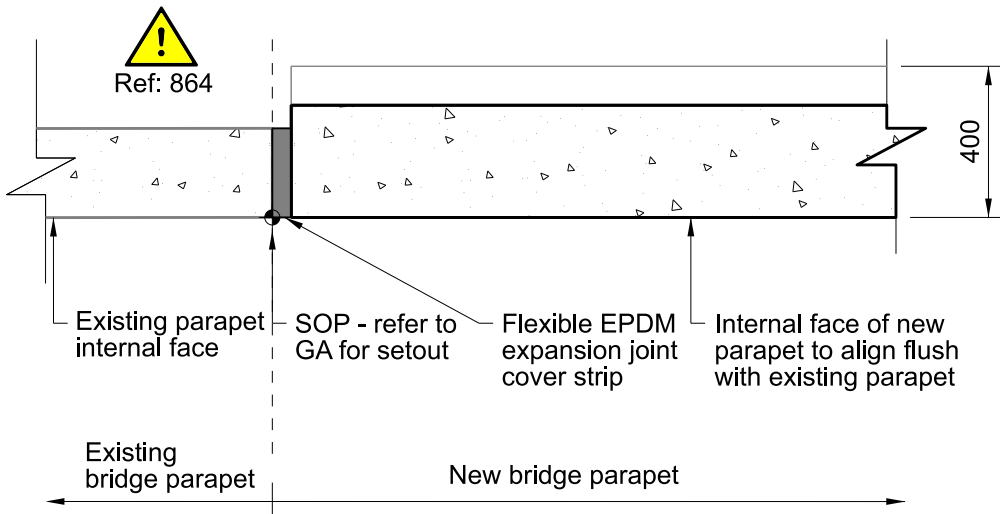 !
Ref: 864
400
Existing parapet
internal face
SOP - refer to
GA for setout
Flexible EPDM
expansion joint
cover strip
Internal face of new
parapet to align flush
with existing parapet
Existing
bridge parapet
New bridge parapet